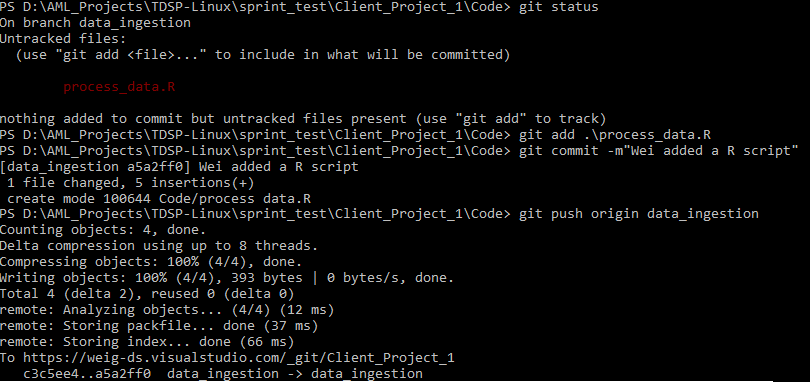 PS D:\AML_Projects\TDSP-Linux\sprint_test\Client_Project_1\Code> git status
On branch data_ingestion
Untracked files:
  (use "git add <file>..." to include in what will be committed)
        process_data.R
nothing added to commit but untracked files present (use "git add" to track)
PS D:\AML_Projects\TDSP-Linux\sprint_test\Client_Project_1\Code> git add .\process_data.R
PS D:\AML_Projects\TDSP-Linux\sprint_test\Client_Project_1\Code> git commit -m"Wei added a R script"
[data_ingestion a5a2ff0] Wei added a R script
 1 file changed, 5 insertions(+)
 create mode 100644 Code/process_data.R
PS D:\AML_Projects\TDSP-Linux\sprint_test\Client_Project_1\Code> git push origin data_ingestion
Counting objects: 4, done.
Delta compression using up to 8 threads.
Compressing objects: 100% (4/4), done.
Writing objects: 100% (4/4), 393 bytes | 0 bytes/s, done.
Total 4 (delta 2), reused 0 (delta 0)
remote: Analyzing objects... (4/4) (12 ms)
remote: Storing packfile... done (37 ms)
remote: Storing index... done (66 ms)
To https://weig-ds.visualstudio.com/_git/Client_Project_1
   c3c5ee4..a5a2ff0  data_ingestion -> data_ingestion